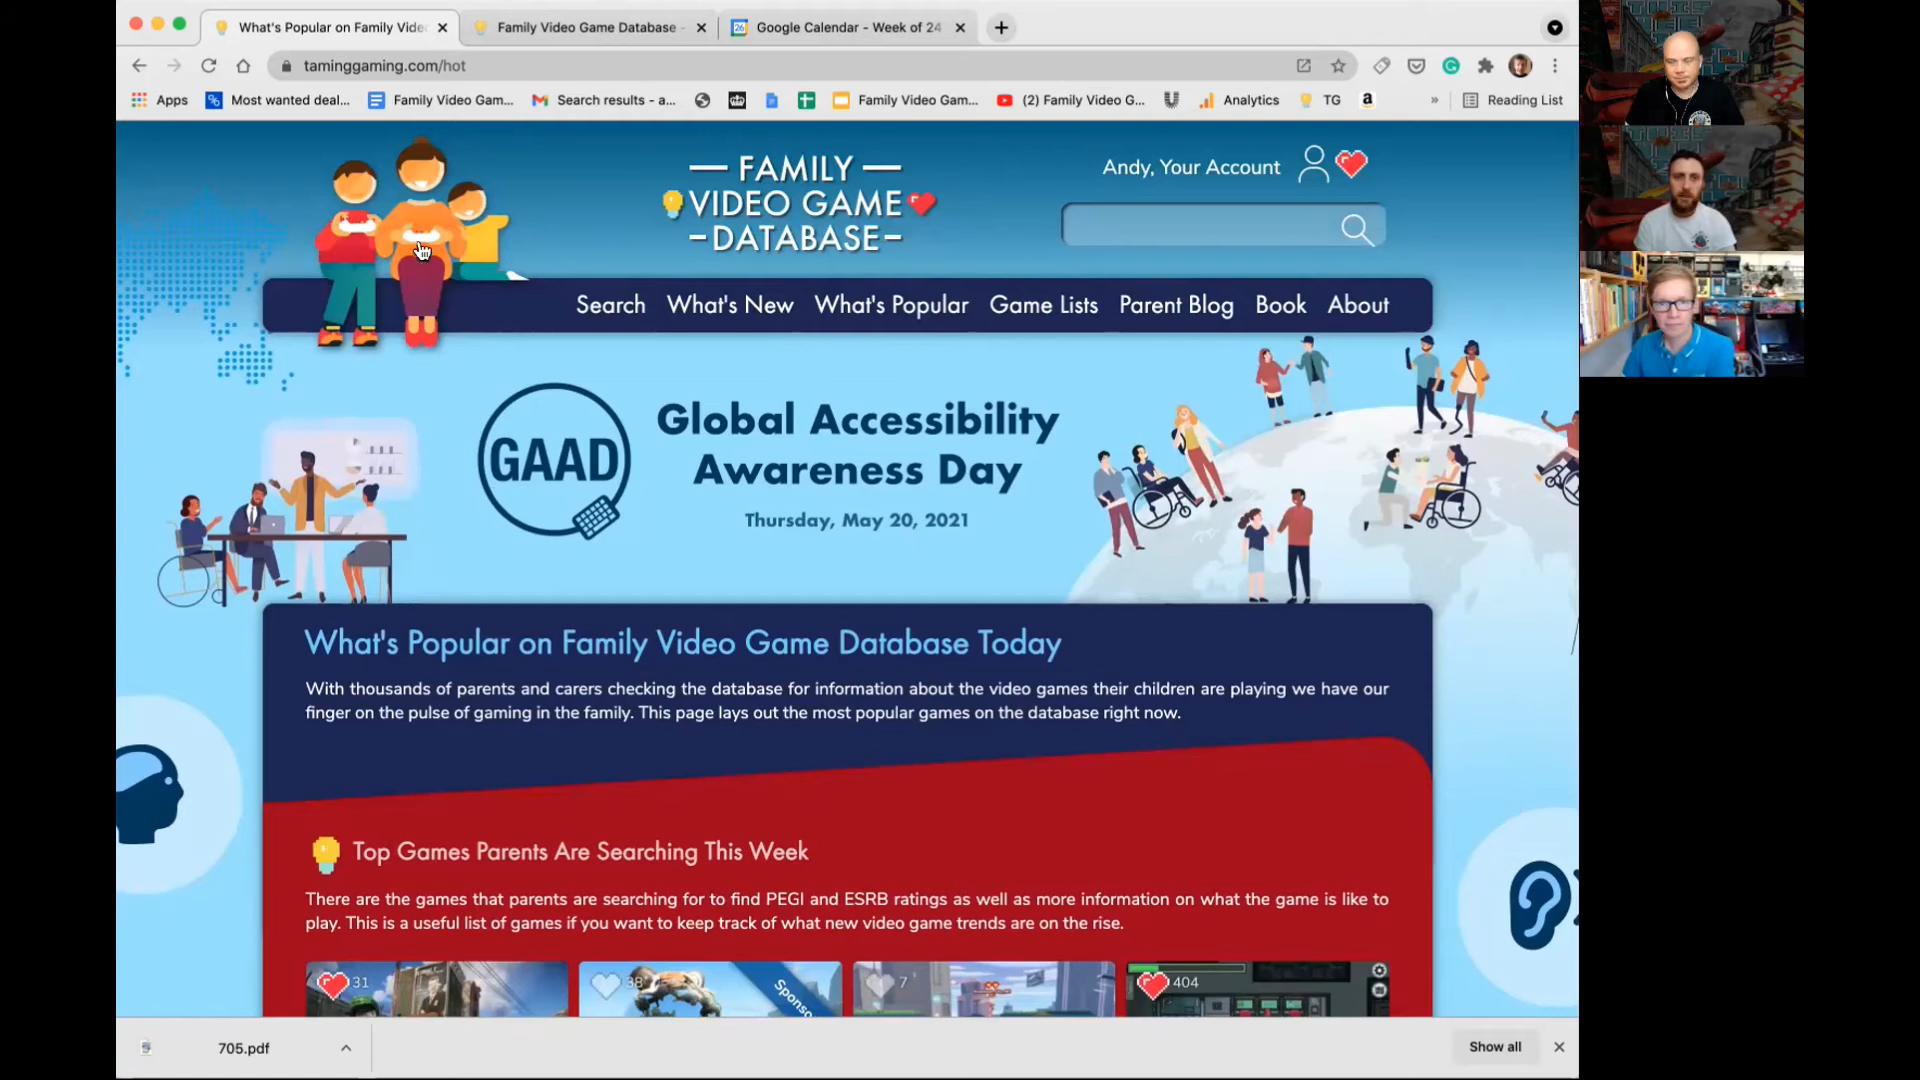 What's Popular on Family Vide
Family Video Game Database -
Google Calendar - Week of 24
taminggaming.com/hot
Apps
Most wanted deal...
Family Video Gam...
Search results - a...
Family Video Gam...
(2) Family Video G...
Analytics
TG
Reading List
FAMILY
VIDEO GAME
DATABASE
Andy, Your Account
Search
What's New
What's Popular
Game Lists
Parent Blog
Book
About
GAAD
Global Accessibility
Awareness Day
Thursday, May 20, 2021
What's Popular on Family Video Game Database Today
With thousands of parents and carers checking the database for information about the video games their children are playing we have our
finger on the pulse of gaming in the family. This page lays out the most popular games on the database right now.
Top Games Parents Are Searching This Week
There are the games that parents are searching for to find PEGI and ESRB ratings as well as more information on what the game is like to
play. This is a useful list of games if you want to keep track of what new video game trends are on the rise.
31
38
Sponso
7
404
705.pdf
Show all